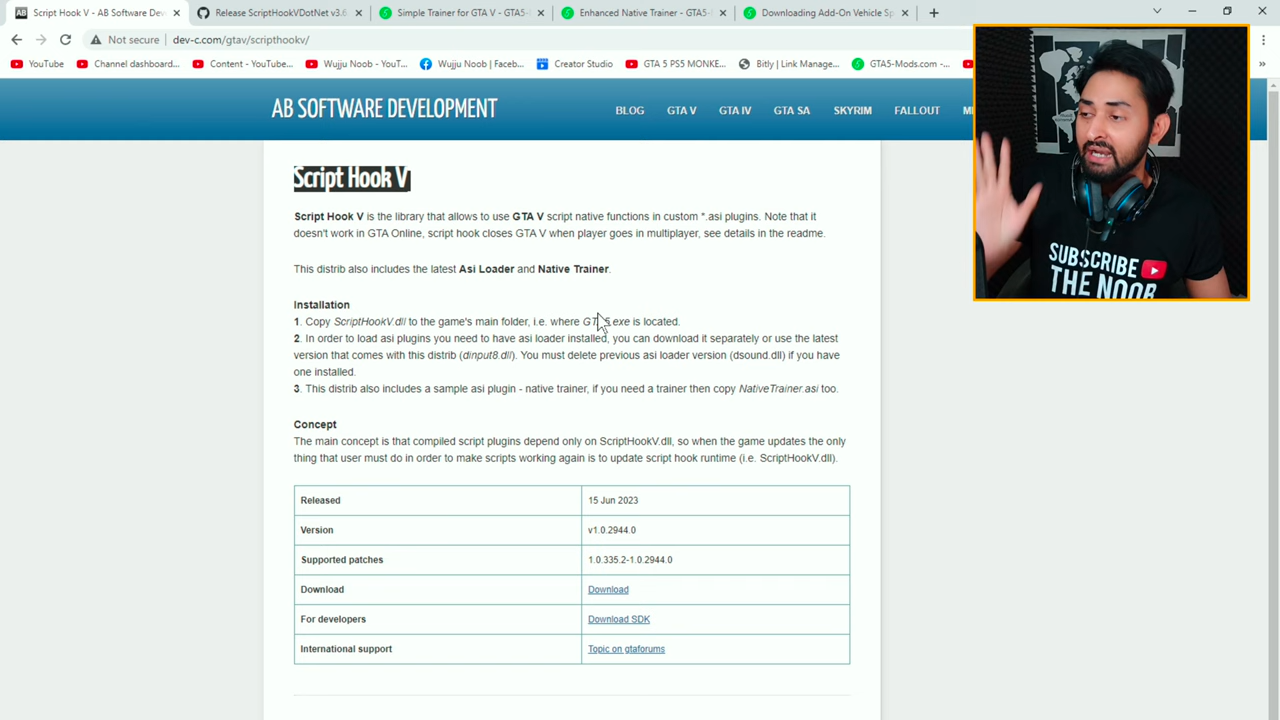 AB Script Hook V - AB Software Dev
Release ScriptHookVDotNet v3.6
Simple Trainer for GTA V - GTA5-
Enhanced Native Trainer - GTA5-
Downloading Add-On Vehicle Sp
Not secure dev-c.com/gtav/scripthookv/
YouTube
Channel dashboard...
Content - YouTube...
Wujju Noob - YouT...
Wujju Noob | Faceb...
Creator Studio
GTA 5 PS5 MONKE...
Bitly | Link Manage...
GTA5-Mods.com -...
AB SOFTWARE DEVELOPMENT
BLOG GTA V GTA IV GTA SA SKYRIM FALLOUT
Script Hook V
Script Hook V is the library that allows to use GTA V script native functions in custom *.asi plugins. Note that it
doesn't work in GTA Online, script hook closes GTA V when player goes in multiplayer, see details in the readme.
This distrib also includes the latest Asi Loader and Native Trainer.
Installation
1. Copy ScriptHookV.dll to the game's main folder, i.e. where GTA5.exe is located.
2. In order to load asi plugins you need to have asi loader installed, you can download it separately or use the latest
version that comes with this distrib (dinput8.dll). You must delete previous asi loader version (dsound.dll) if you have
one installed.
3. This distrib also includes a sample asi plugin - native trainer, if you need a trainer then copy NativeTrainer.asi too.
Concept
The main concept is that compiled script plugins depend only on ScriptHookV.dll, so when the game updates the only
thing that user must do in order to make scripts working again is to update script hook runtime (i.e. ScriptHookV.dll).
Released 15 Jun 2023
Version v1.0.2944.0
Supported patches 1.0.335.2-1.0.2944.0
Download Download
For developers Download SDK
International support Topic on gtaforums
SUBSCRIBE
THE NOOB